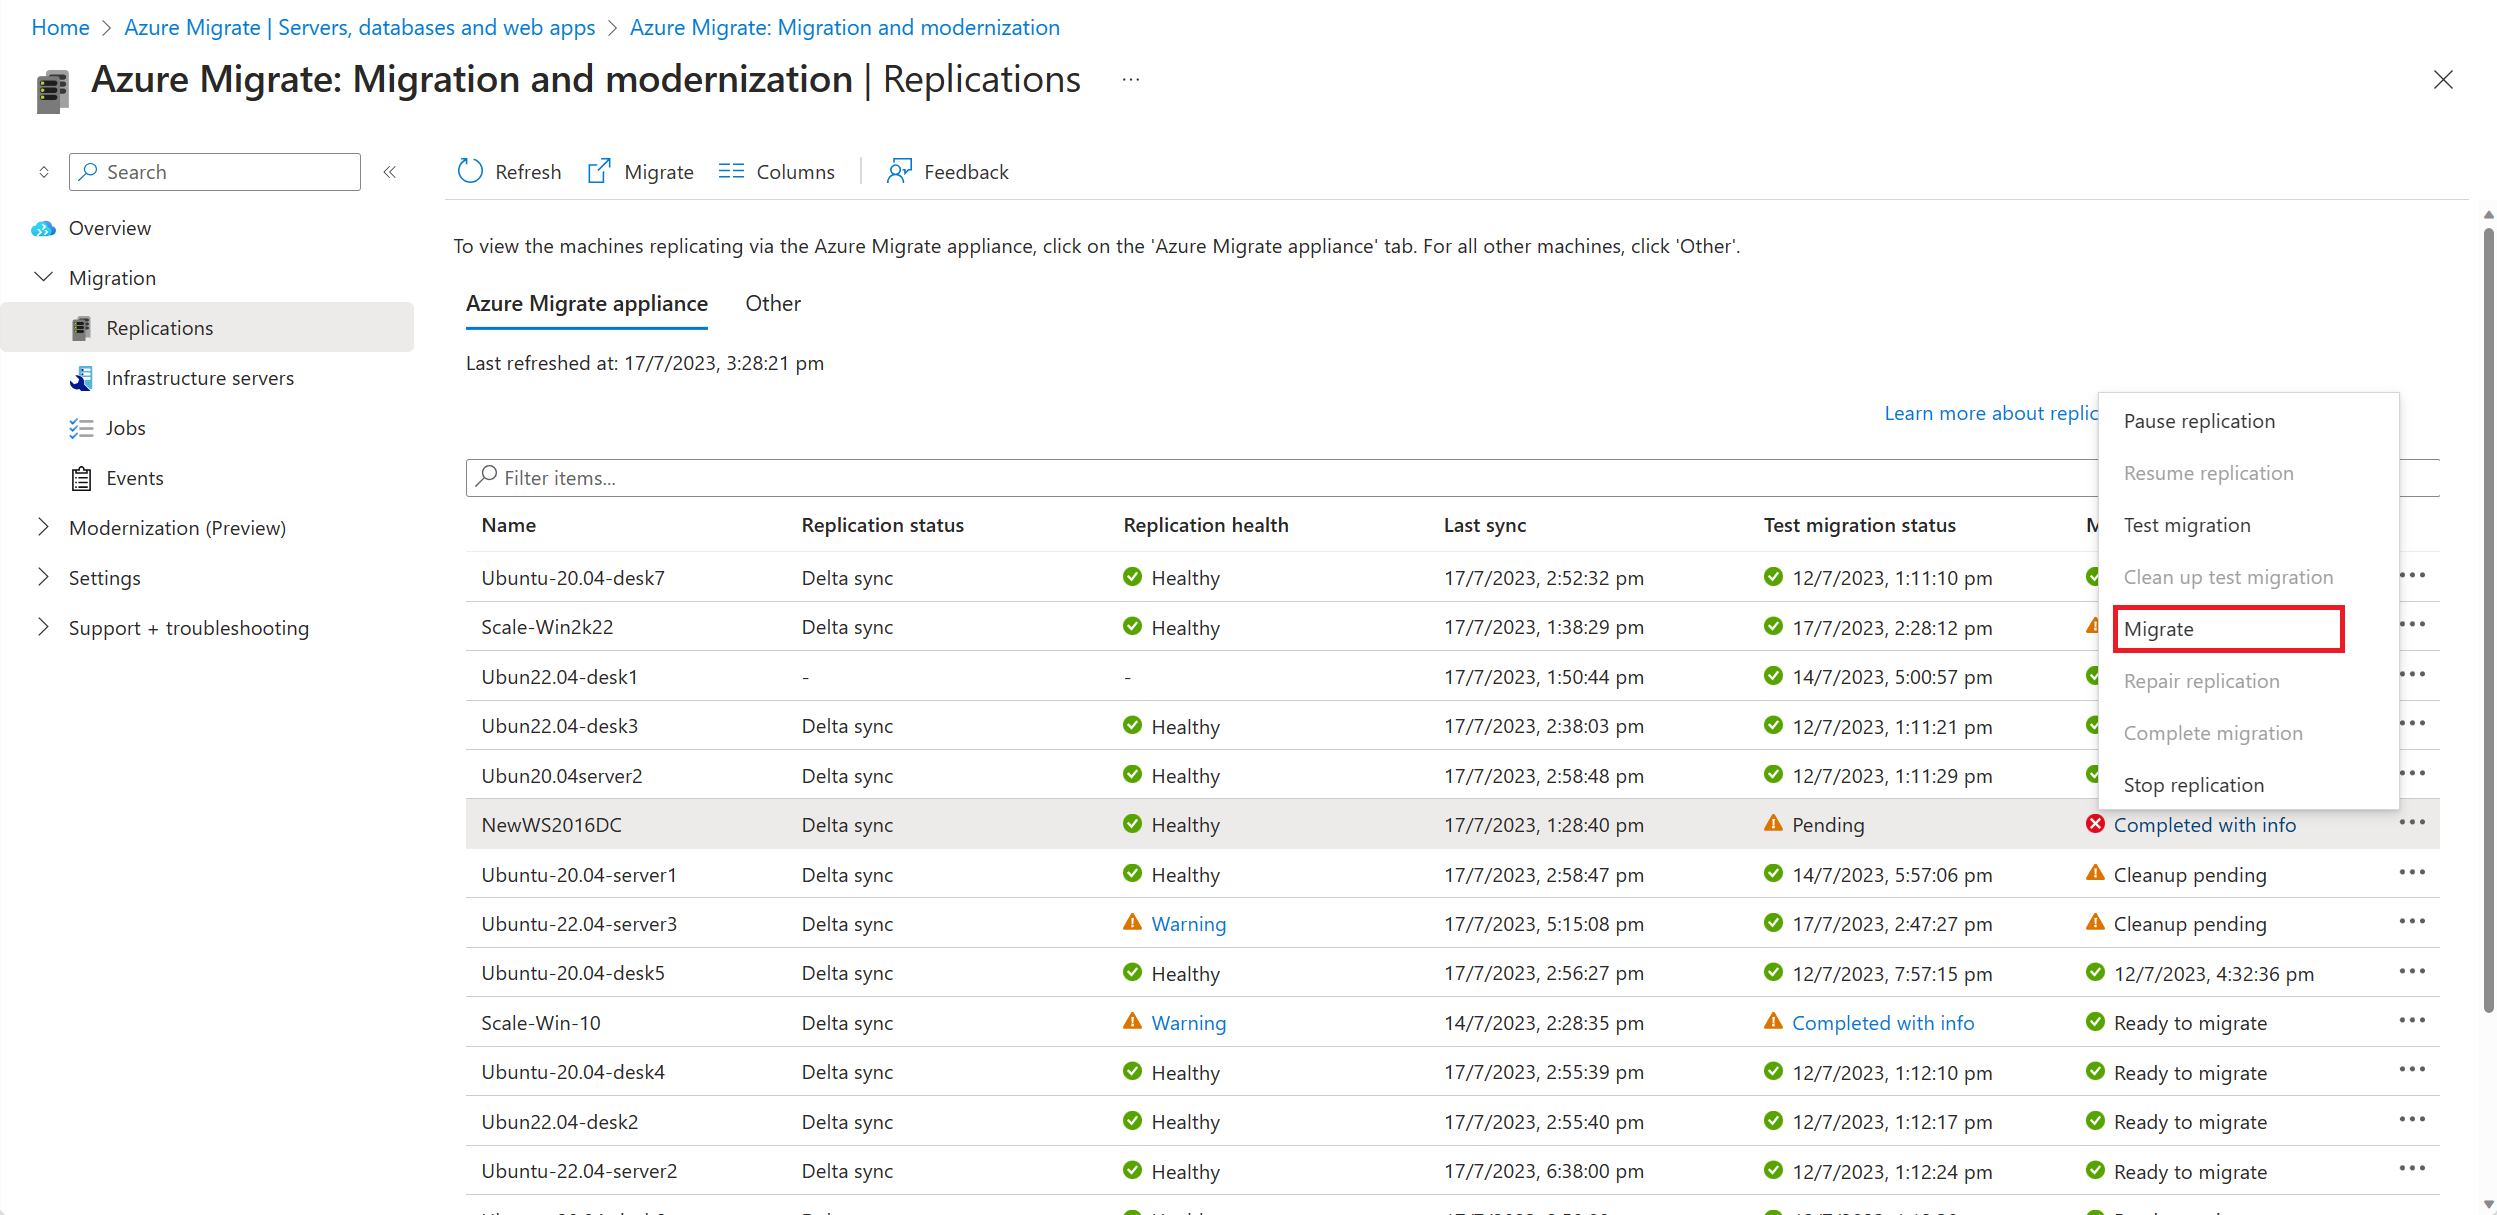 Home > Azure Migrate | Servers, databases and web apps > Azure Migrate: Migration and modernization
Azure Migrate: Migration and modernization | Replications ...
Search
Refresh Migrate Columns Feedback
Overview
Migration
Replications
Infrastructure servers
Jobs
Events
Modernization (Preview)
Settings
Support + troubleshooting
To view the machines replicating via the Azure Migrate appliance, click on the 'Azure Migrate appliance' tab. For all other machines, click 'Other'.
Azure Migrate appliance Other
Last refreshed at: 17/7/2023, 3:28:21 pm
Learn more about replic
Filter items...
Name Replication status Replication health Last sync Test migration status M
Ubuntu-20.04-desk7 Delta sync Healthy 17/7/2023, 2:52:32 pm 12/7/2023, 1:11:10 pm
Scale-Win2k22 Delta sync Healthy 17/7/2023, 1:38:29 pm 17/7/2023, 2:28:12 pm
Ubun22.04-desk1 - - 17/7/2023, 1:50:44 pm 14/7/2023, 5:00:57 pm
Ubun22.04-desk3 Delta sync Healthy 17/7/2023, 2:38:03 pm 12/7/2023, 1:11:21 pm
Ubun20.04server2 Delta sync Healthy 17/7/2023, 2:58:48 pm 12/7/2023, 1:11:29 pm
NewWS2016DC Delta sync Healthy 17/7/2023, 1:28:40 pm Pending Completed with info
Ubuntu-20.04-server1 Delta sync Healthy 17/7/2023, 2:58:47 pm 14/7/2023, 5:57:06 pm Cleanup pending
Ubuntu-22.04-server3 Delta sync Warning 17/7/2023, 5:15:08 pm 17/7/2023, 2:47:27 pm Cleanup pending
Ubuntu-20.04-desk5 Delta sync Healthy 17/7/2023, 2:56:27 pm 12/7/2023, 7:57:15 pm 12/7/2023, 4:32:36 pm
Scale-Win-10 Delta sync Warning 14/7/2023, 2:28:35 pm Completed with info Ready to migrate
Ubuntu-20.04-desk4 Delta sync Healthy 17/7/2023, 2:55:39 pm 12/7/2023, 1:12:10 pm Ready to migrate
Ubun22.04-desk2 Delta sync Healthy 17/7/2023, 2:55:40 pm 12/7/2023, 1:12:17 pm Ready to migrate
Ubuntu-22.04-server2 Delta sync Healthy 17/7/2023, 6:38:00 pm 12/7/2023, 1:12:24 pm Ready to migrate
Pause replication
Resume replication
Test migration
Clean up test migration
Migrate
Repair replication
Complete migration
Stop replication